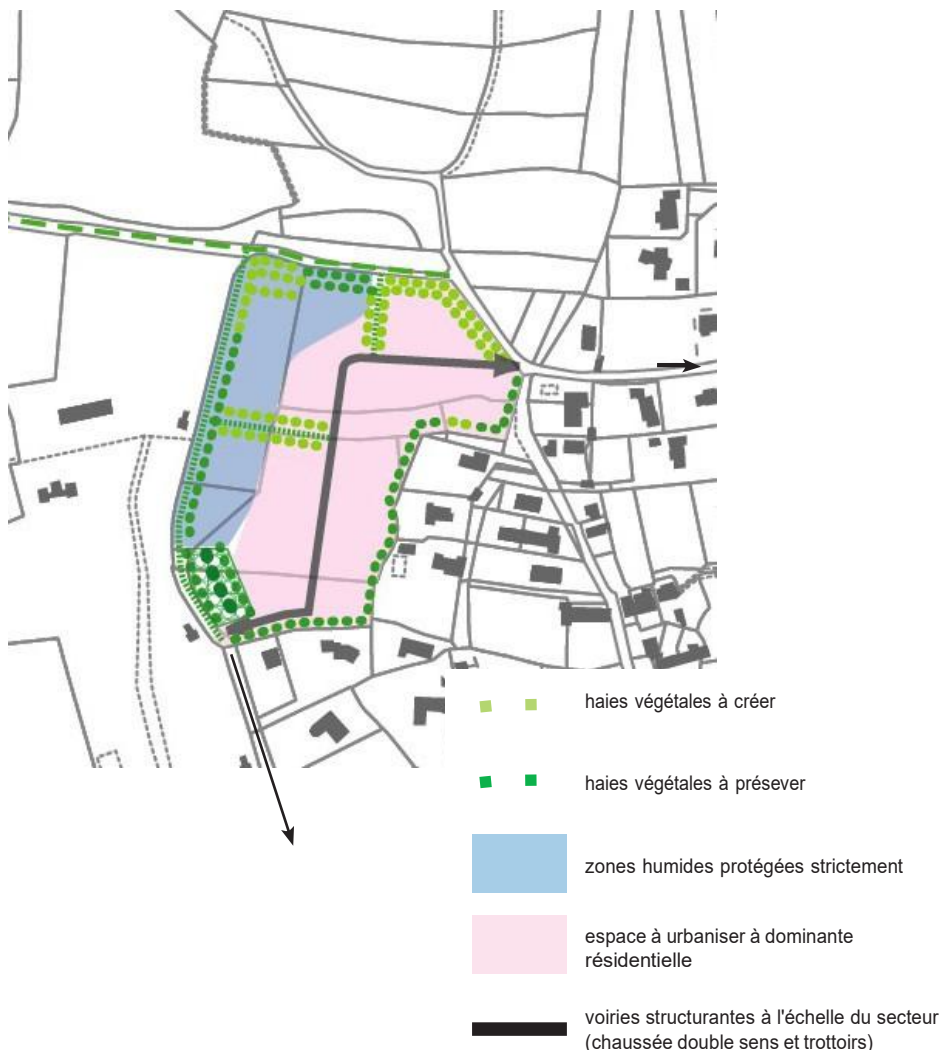 haies végétales à créer
haies végétales à présever
zones humides protégées strictement
espace à urbaniser à dominante
résidentielle
voiries structurantes à l'échelle du secteur
(chaussée double sens et trottoirs)